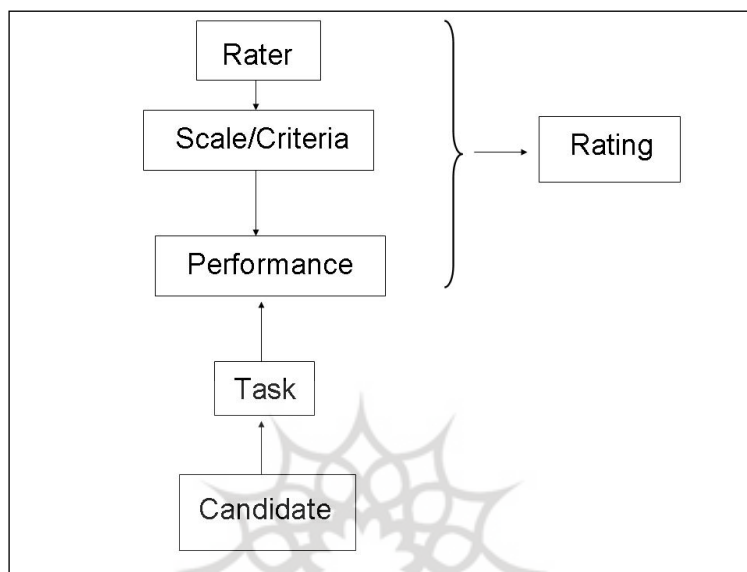 Rater
Scale/Criteria
Rating
Performance
Task
Candidate